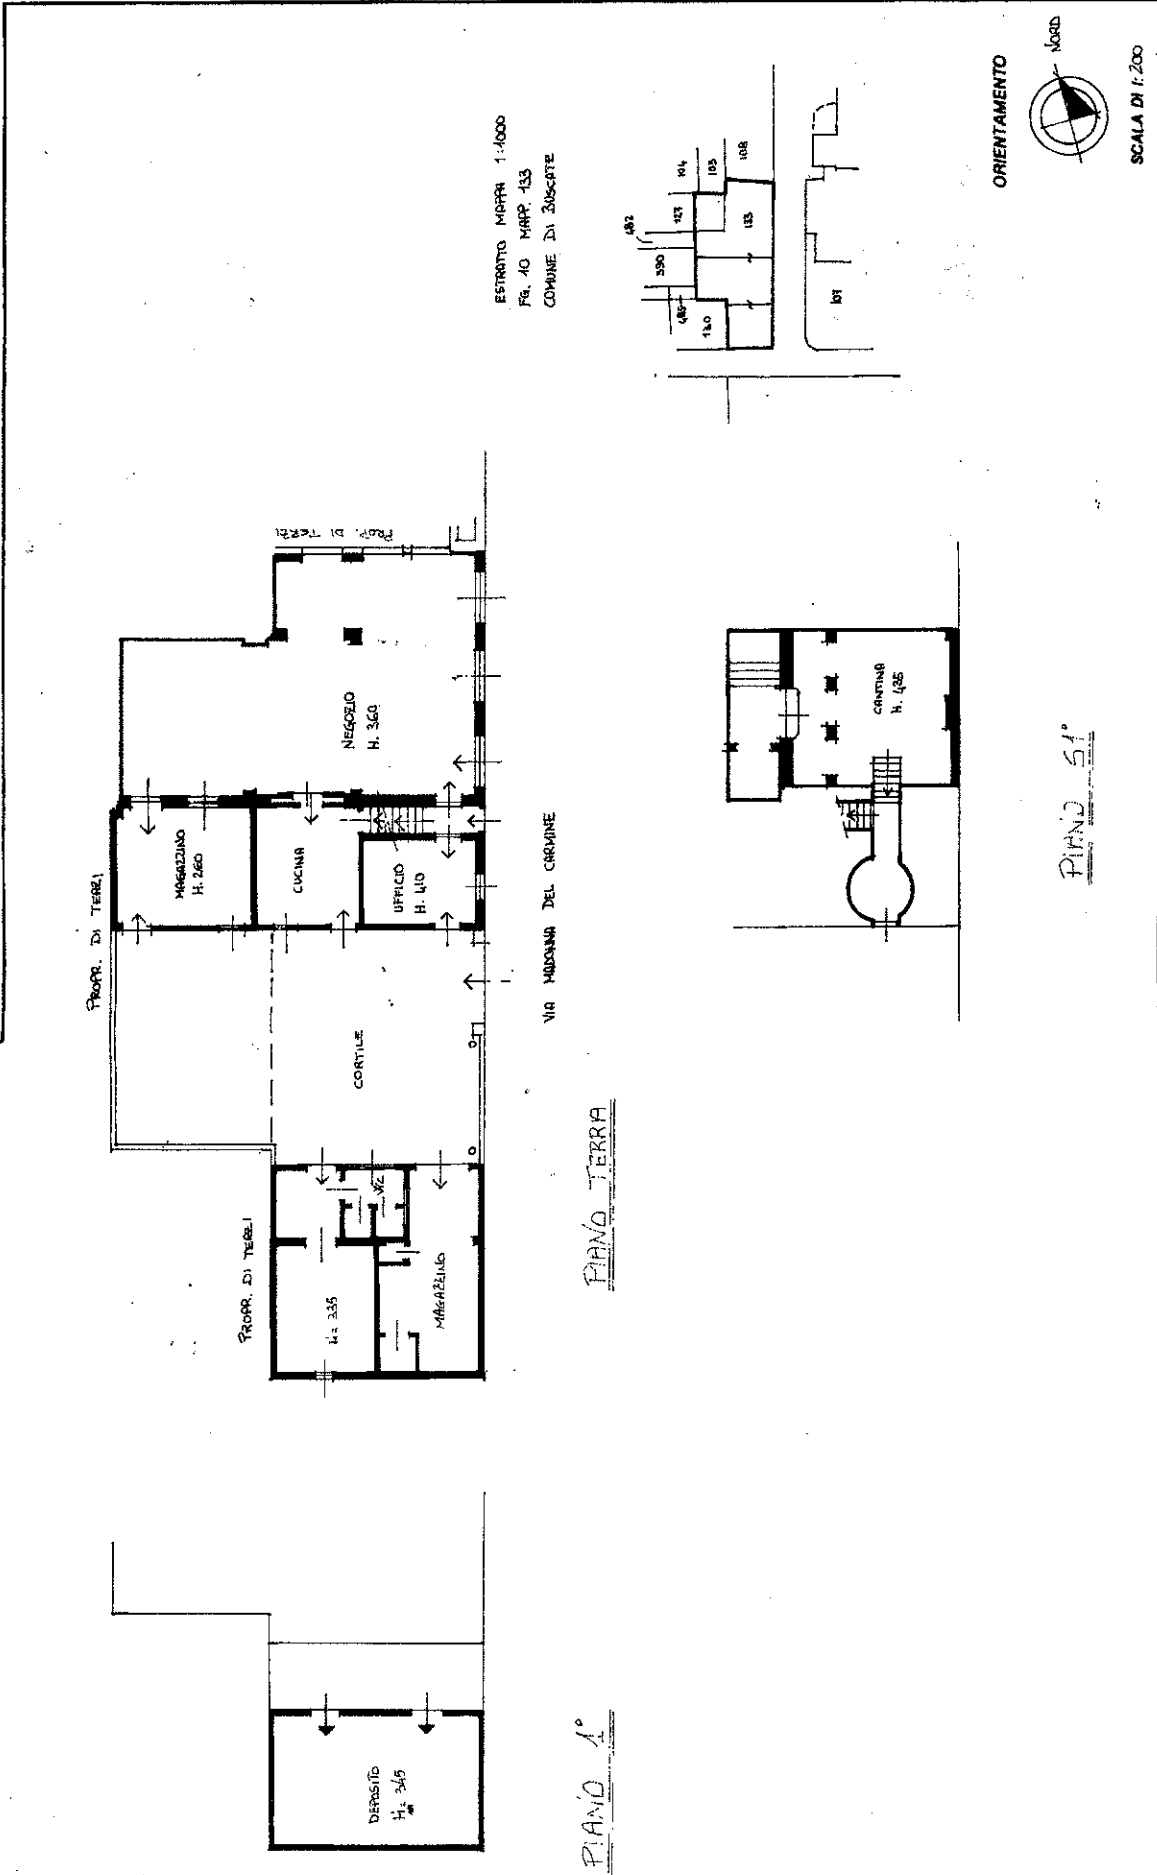 ESTRATTO MAPPA 1:1000
FG. 10 MAPP. 133
COMUNE DI BUSCATE
104
105
108
127
482
133
390
485
120
107
ORIENTAMENTO
NORD
SCALA DI 1: 200
PROPR. DI TERZI
PROP. DI TERZI
MAGAZZINO
H. 260
CUCINA
UFFICIO
H. 410
NEGOZIO
H. 360
CORTILE
VIA MADONNA DEL CARMINE
PROPR. DI TERZI
H= 335
WC
MAGAZZINO
PIANO TERRA
CANTINA
H. 435
PIANO S1°
DEPOSITO
H= 345
PIANO 1°